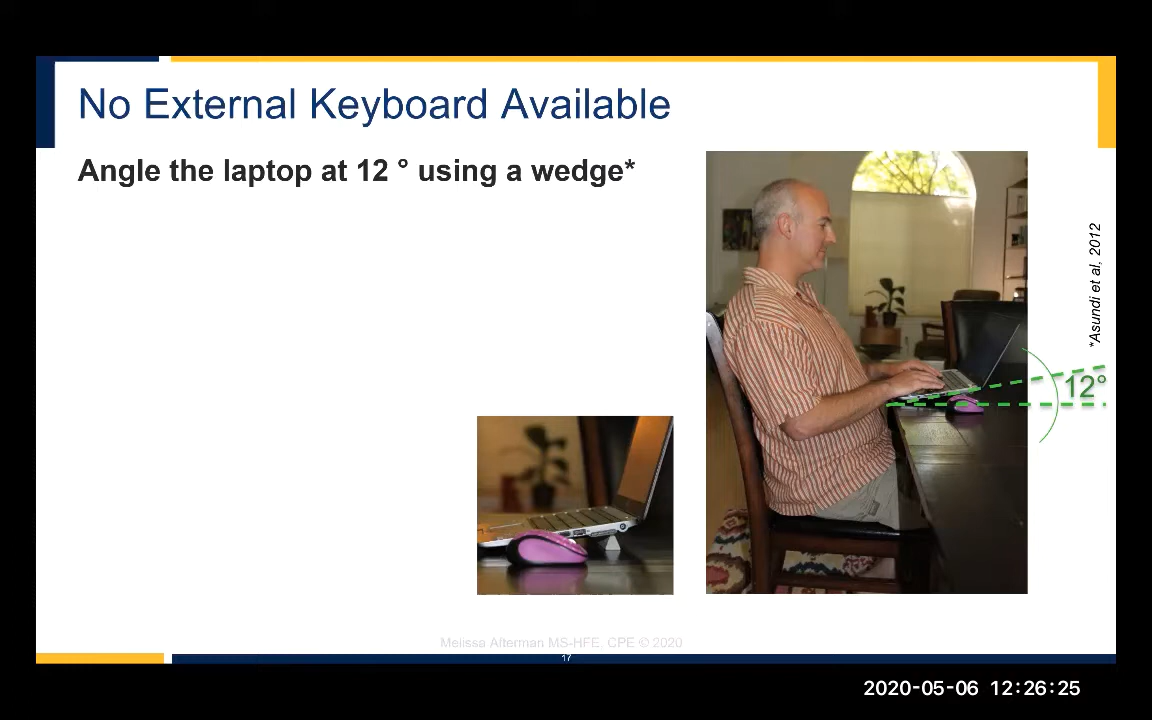 No External Keyboard Available
Angle the laptop at 12 ° using a wedge*
*Asundi et al, 2012
12°
Melissa Afterman MS-HFE, CPE © 2020
17
2020-05-06 12:26:25